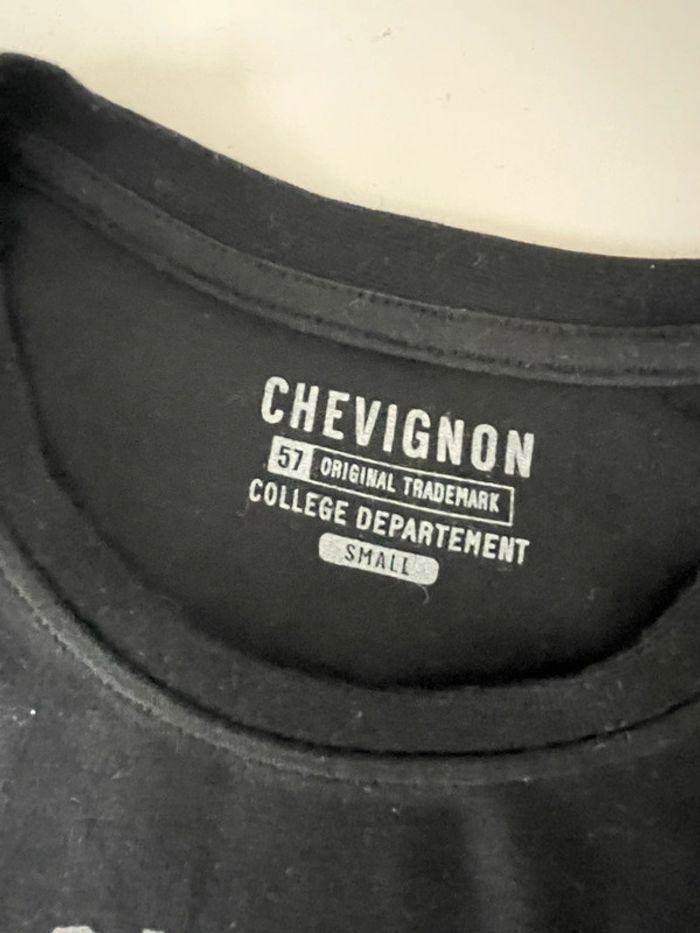 CHEVIGNON
57 ORIGINAL TRADEMARK
COLLEGE DEPARTEMENT
SMALL